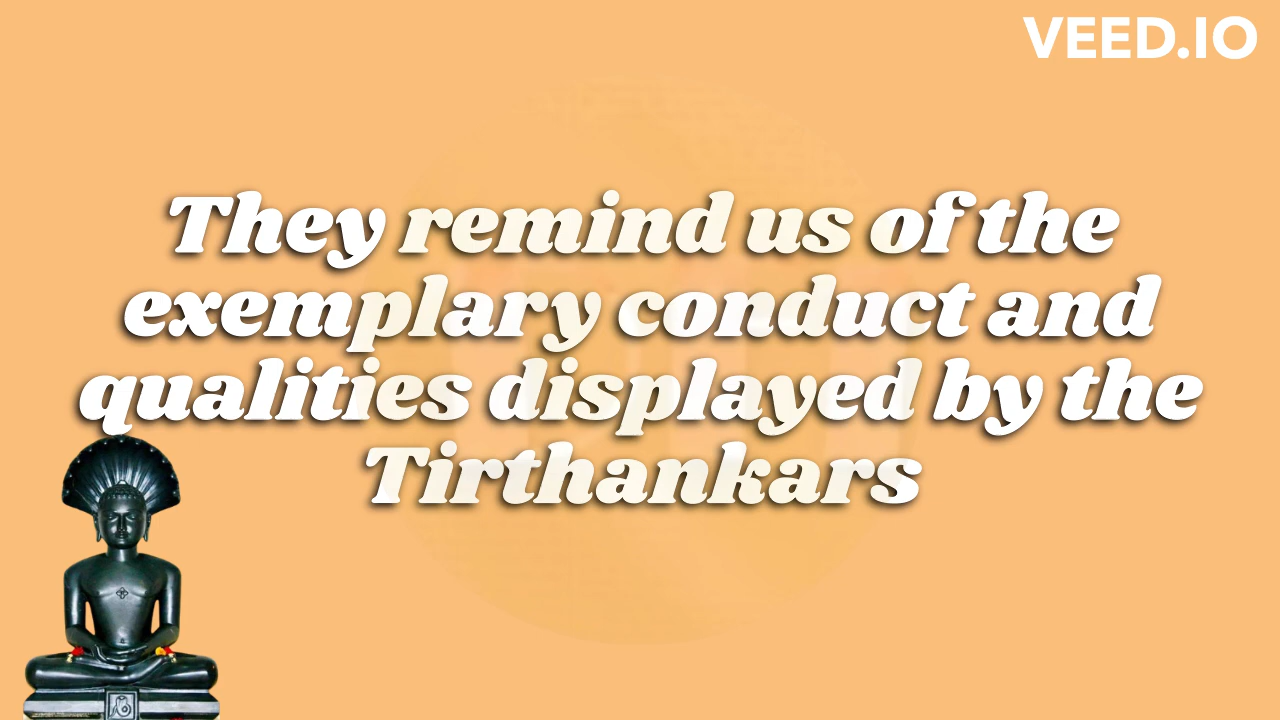 VEED.IO
They remind us of the
exemplary conduct and
qualities displayed by the
Tirthankars